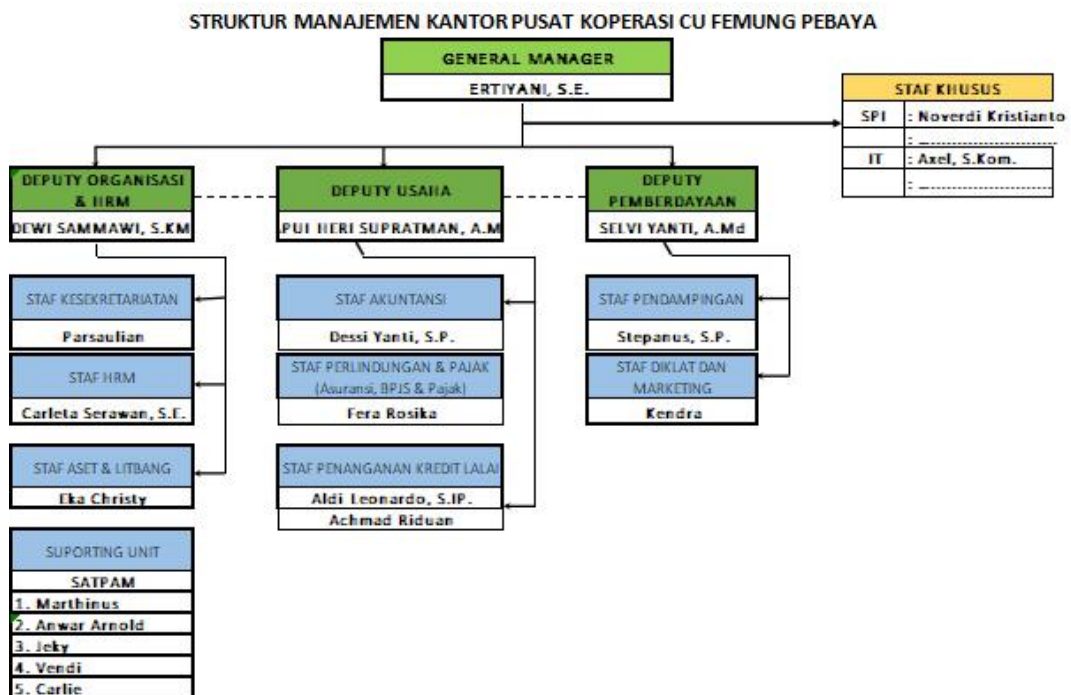 STRUKTUR MANAJEMEN KANTOR PUSAT KOPERASI CU FEMUNG PEBAYA
GENERAL MANAGER
ERTIYANI, S.E.
STAF KHUSUS
SPI : Noverdi Kristianto
: ...........................
IT : Axel, S.Kom.
: ...........................
DEPUTY ORGANISASI
& HRM
DEWI SAMMAWI, S.KM
DEPUTY USAHA
PUI HERI SUPRATMAN, A.M
DEPUTY
PEMBERDAYAAN
SELVI YANTI, A.Md
STAF KESEKRETARIATAN
Parsaulian
STAF HRM
Carleta Serawan, S.E.
STAF ASET & LITBANG
Eka Christy
SUPORTING UNIT
SATPAM
1. Marthinus
2. Anwar Arnold
3. Jeky
4. Vendi
5. Carlie
STAF AKUNTANSI
Dessi Yanti, S.P.
STAF PERLINDUNGAN & PAJAK
(Asuransi, BPJS & Pajak)
Fera Rosika
STAF PENANGANAN KREDIT LALAI
Aldi Leonardo, S.IP.
Achmad Riduan
STAF PENDAMPINGAN
Stepanus, S.P.
STAF DIKLAT DAN
MARKETING
Kendra